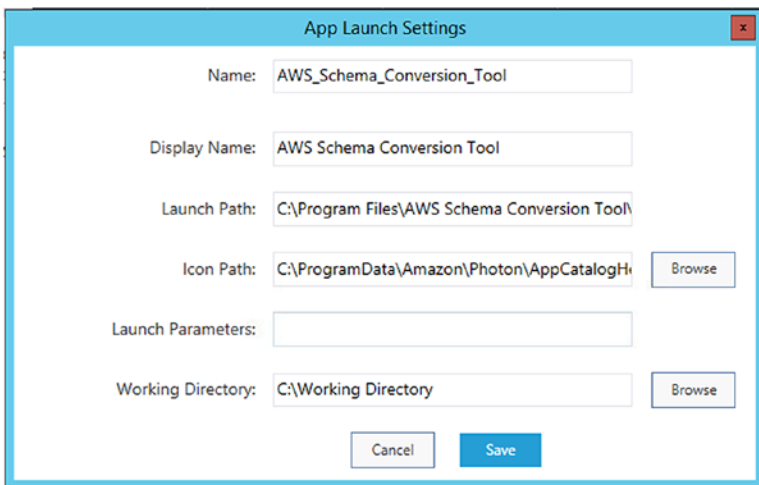 App Launch Settings
x
Name: AWS_Schema_Conversion_Tool
Display Name: AWS Schema Conversion Tool
Launch Path: C:\Program Files\AWS Schema Conversion Tool\
Icon Path: C:\ProgramData\Amazon\Photon\AppCatalogHe Browse
Launch Parameters:
Working Directory: C:\Working Directory Browse
Cancel Save